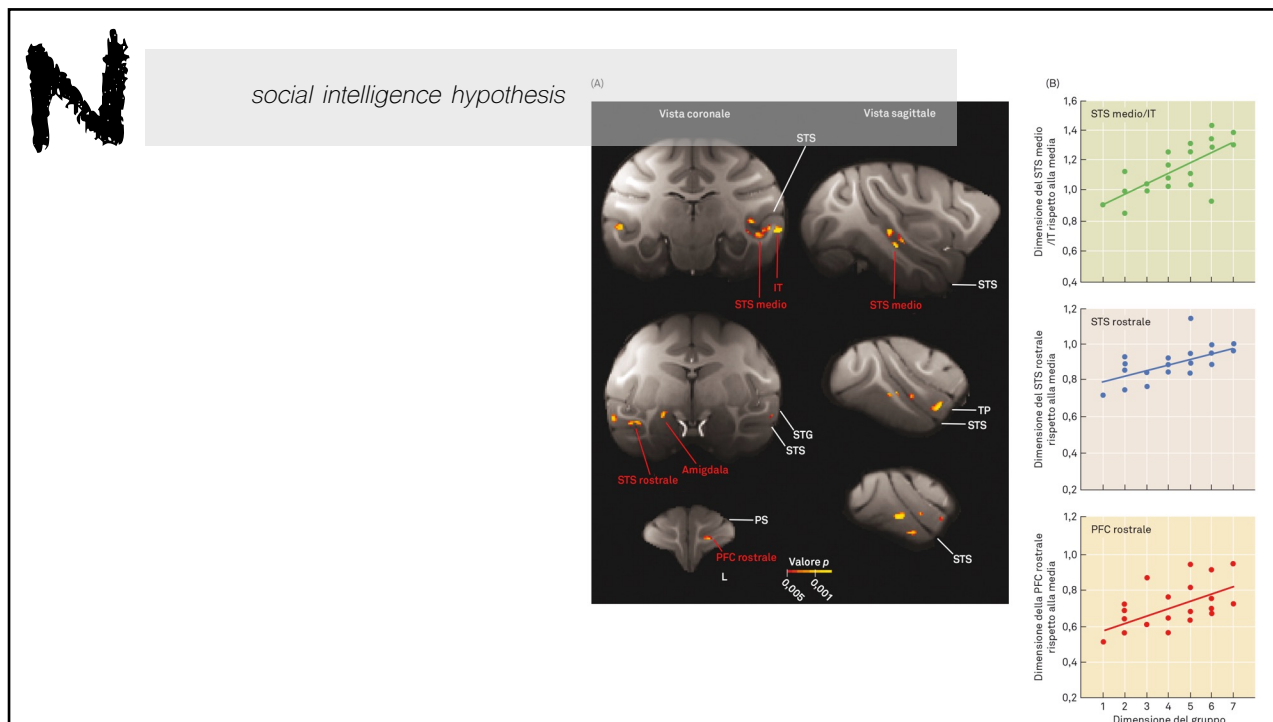 N
social intelligence hypothesis
(A)
Vista coronale
Vista sagittale
STS
IT
STS medio
STS medio
STS
TP
STS
STG
STS
Amigdala
STS rostrale
PS
PFC rostrale
L
Valore p
0,005
0,001
STS
(B)
1,6
1,4
1,2
1,0
0,8
0,6
0,4
STS medio/IT
Dimensione del STS medio
/IT rispetto alla media
1,2
1,0
0,8
0,6
0,4
0,2
STS rostrale
Dimensione del STS rostrale
rispetto alla media
1,2
1,0
0,8
0,6
0,4
0,2
PFC rostrale
Dimensione della PFC rostrale
rispetto alla media
1 2 3 4 5 6 7
Dimensione del gruppo